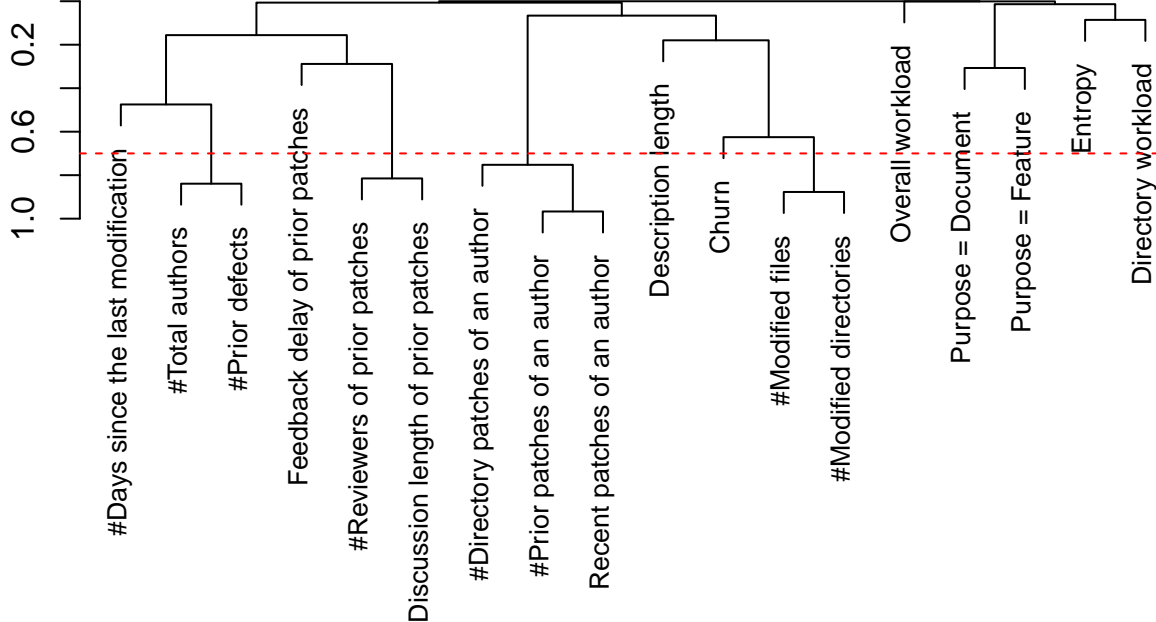 0.2
0.6
1.0
#Days since the last modification
#Total authors
#Prior defects
Feedback delay of prior patches
#Reviewers of prior patches
Discussion length of prior patches
#Directory patches of an author
#Prior patches of an author
Recent patches of an author
Description length
Churn
#Modified files
#Modified directories
Overall workload
Purpose = Document
Purpose = Feature
Entropy
Directory workload